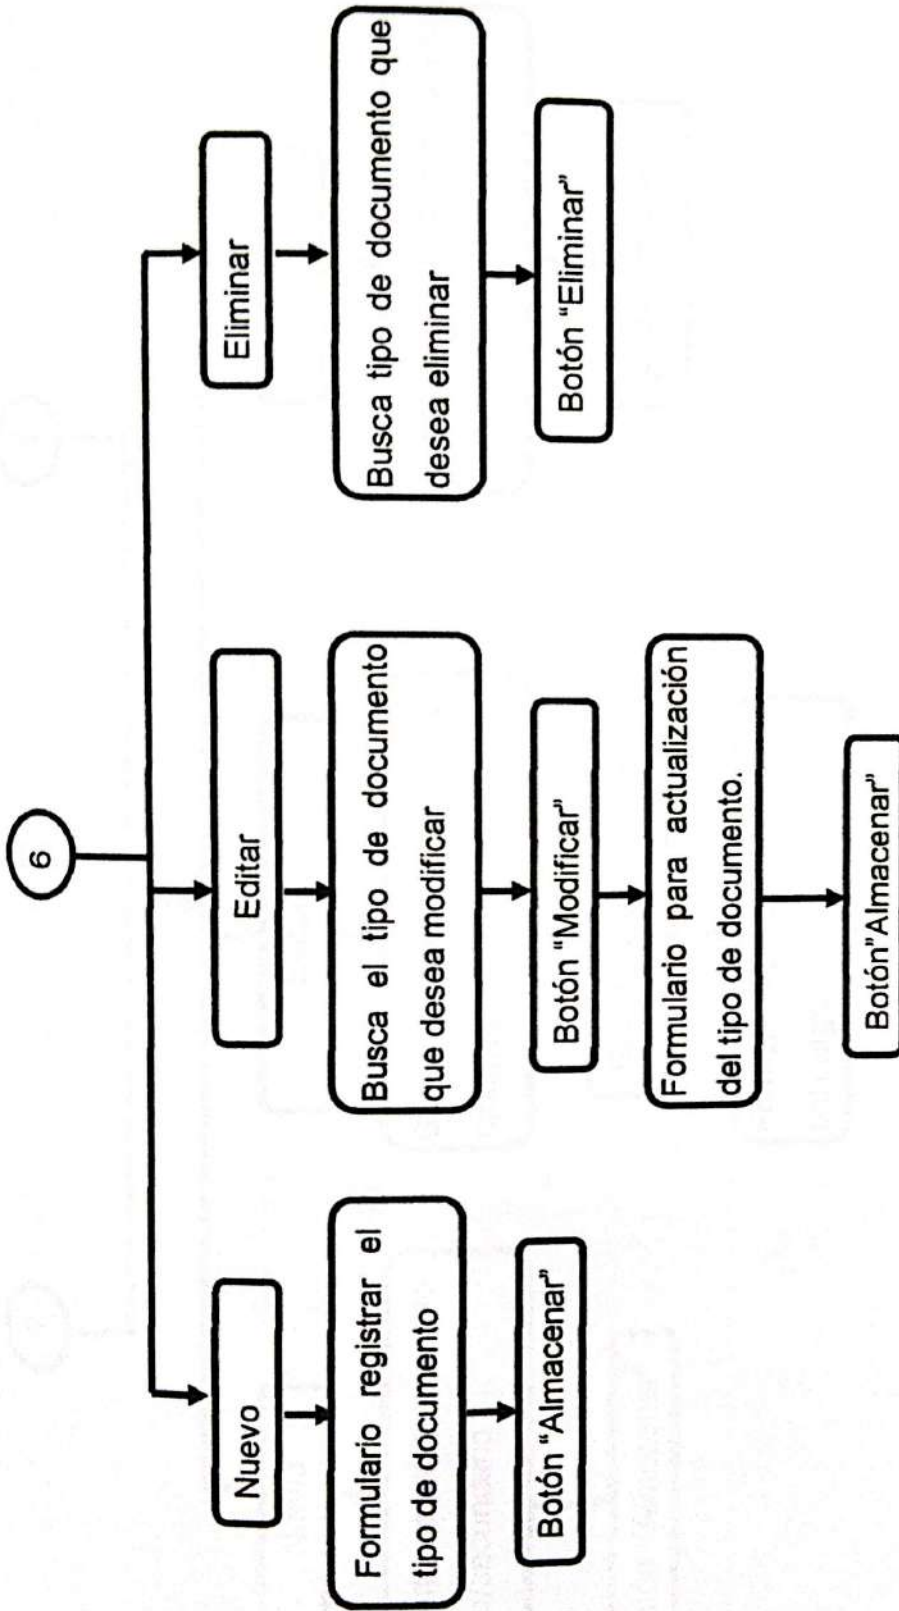 6
Nuevo
Editar
Eliminar
Formulario registrar el
tipo de documento
Botón “Almacenar”
Busca el tipo de documento
que desea modificar
Botón “Modificar”
Formulario para actualización
del tipo de documento.
Botón”Almacenar”
Busca tipo de documento que
desea eliminar
Botón “Eliminar”